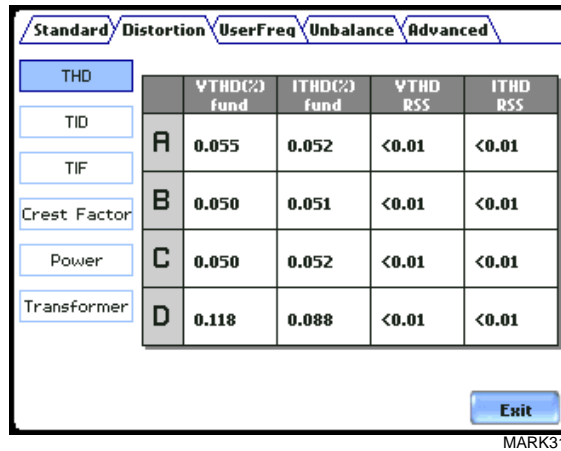 Standard Distortion UserFreq Unbalance Advanced
THD
TID
TIF
Crest Factor
Power
Transformer
VTHD(%) fund ITHD(%) fund VTHD RSS ITHD RSS
A 0.055 0.052 <0.01 <0.01
B 0.050 0.051 <0.01 <0.01
C 0.050 0.052 <0.01 <0.01
D 0.118 0.088 <0.01 <0.01
Exit
MARK31